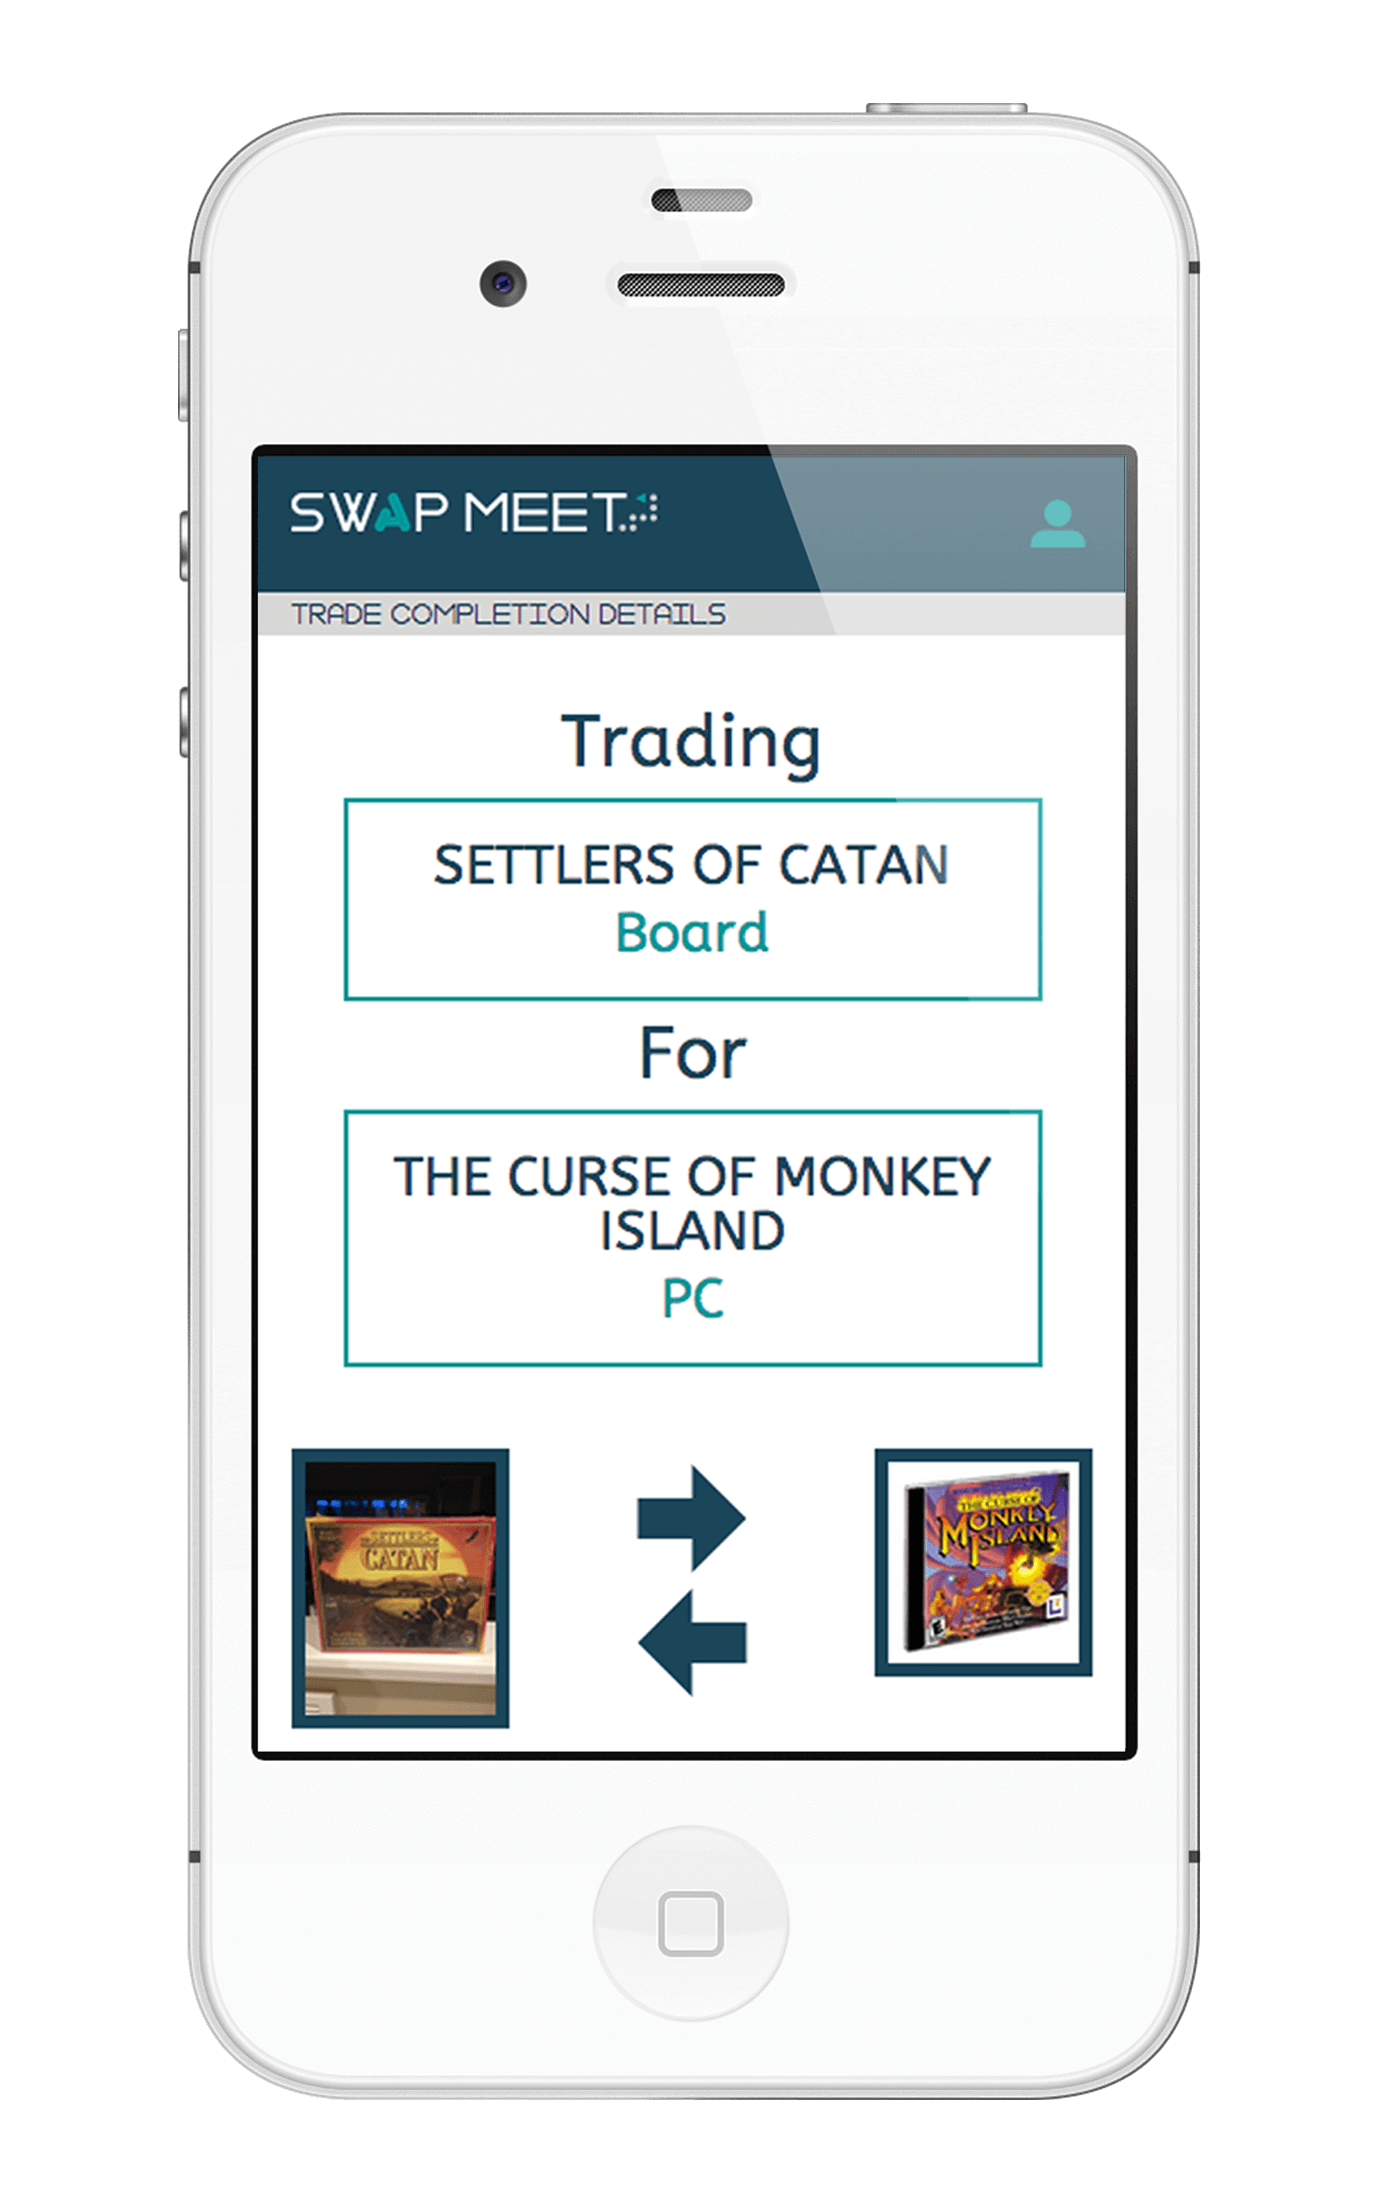 SWAP MEET
TRADE COMPLETION DETAILS
Trading
SETTLERS OF CATAN
Board
For
THE CURSE OF MONKEY
ISLAND
PC
SETTLERS
CATAN
THE CURSE OF
MONKEY
ISLAND
E